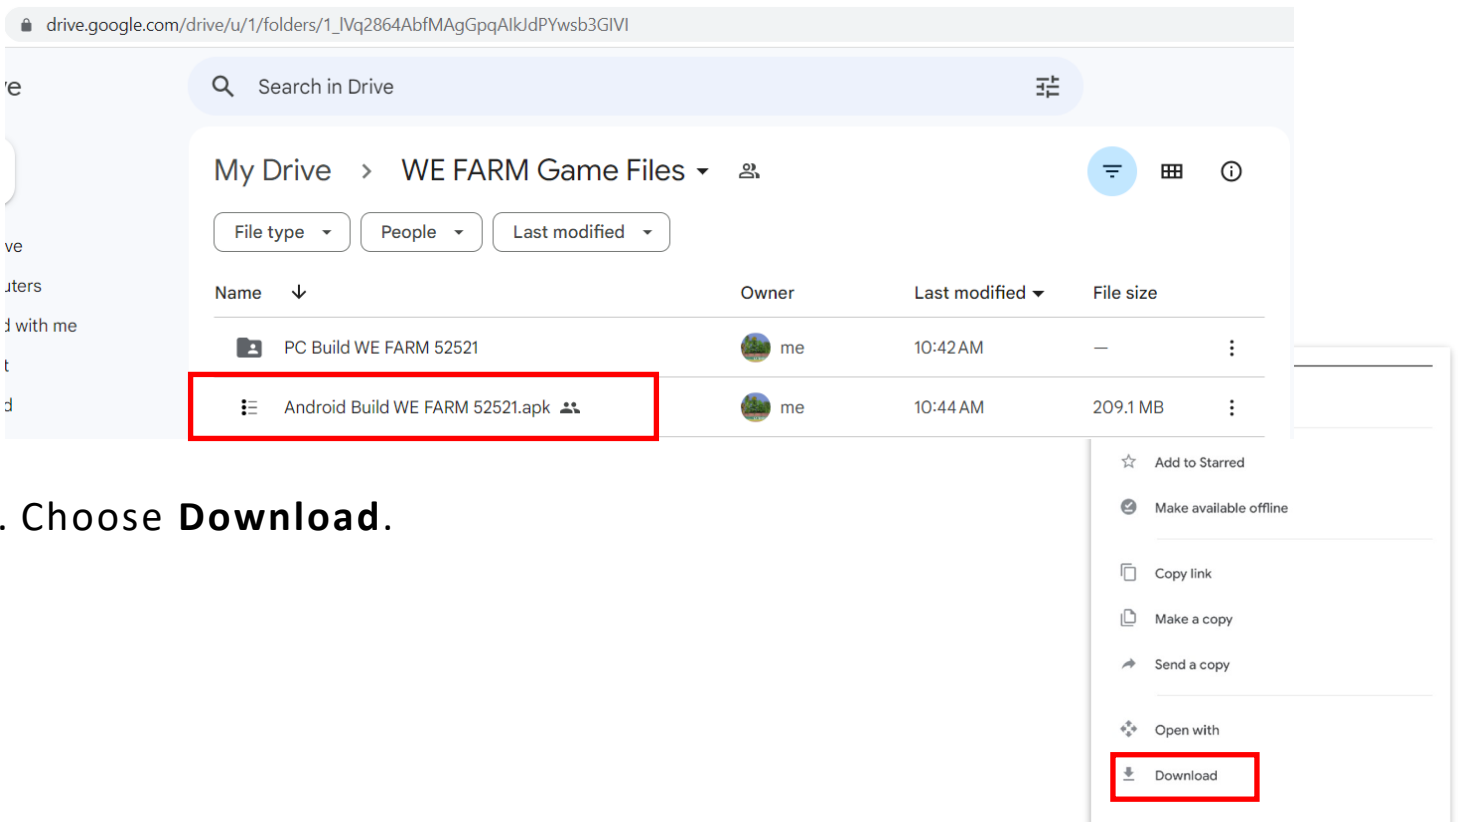 drive.google.com/drive/u/1/folders/1_lVq2864AbfMAgGpqAIkJdPYwsb3GIVI
've
Search in Drive
My Drive > WE FARM Game Files
File type People Last modified
ve
uters
d with me
t
d
Name Owner Last modified File size
PC Build WE FARM 52521 me 10:42 AM —
Android Build WE FARM 52521.apk me 10:44 AM 209.1 MB
. Choose Download.
Add to Starred
Make available offline
Copy link
Make a copy
Send a copy
Open with
Download